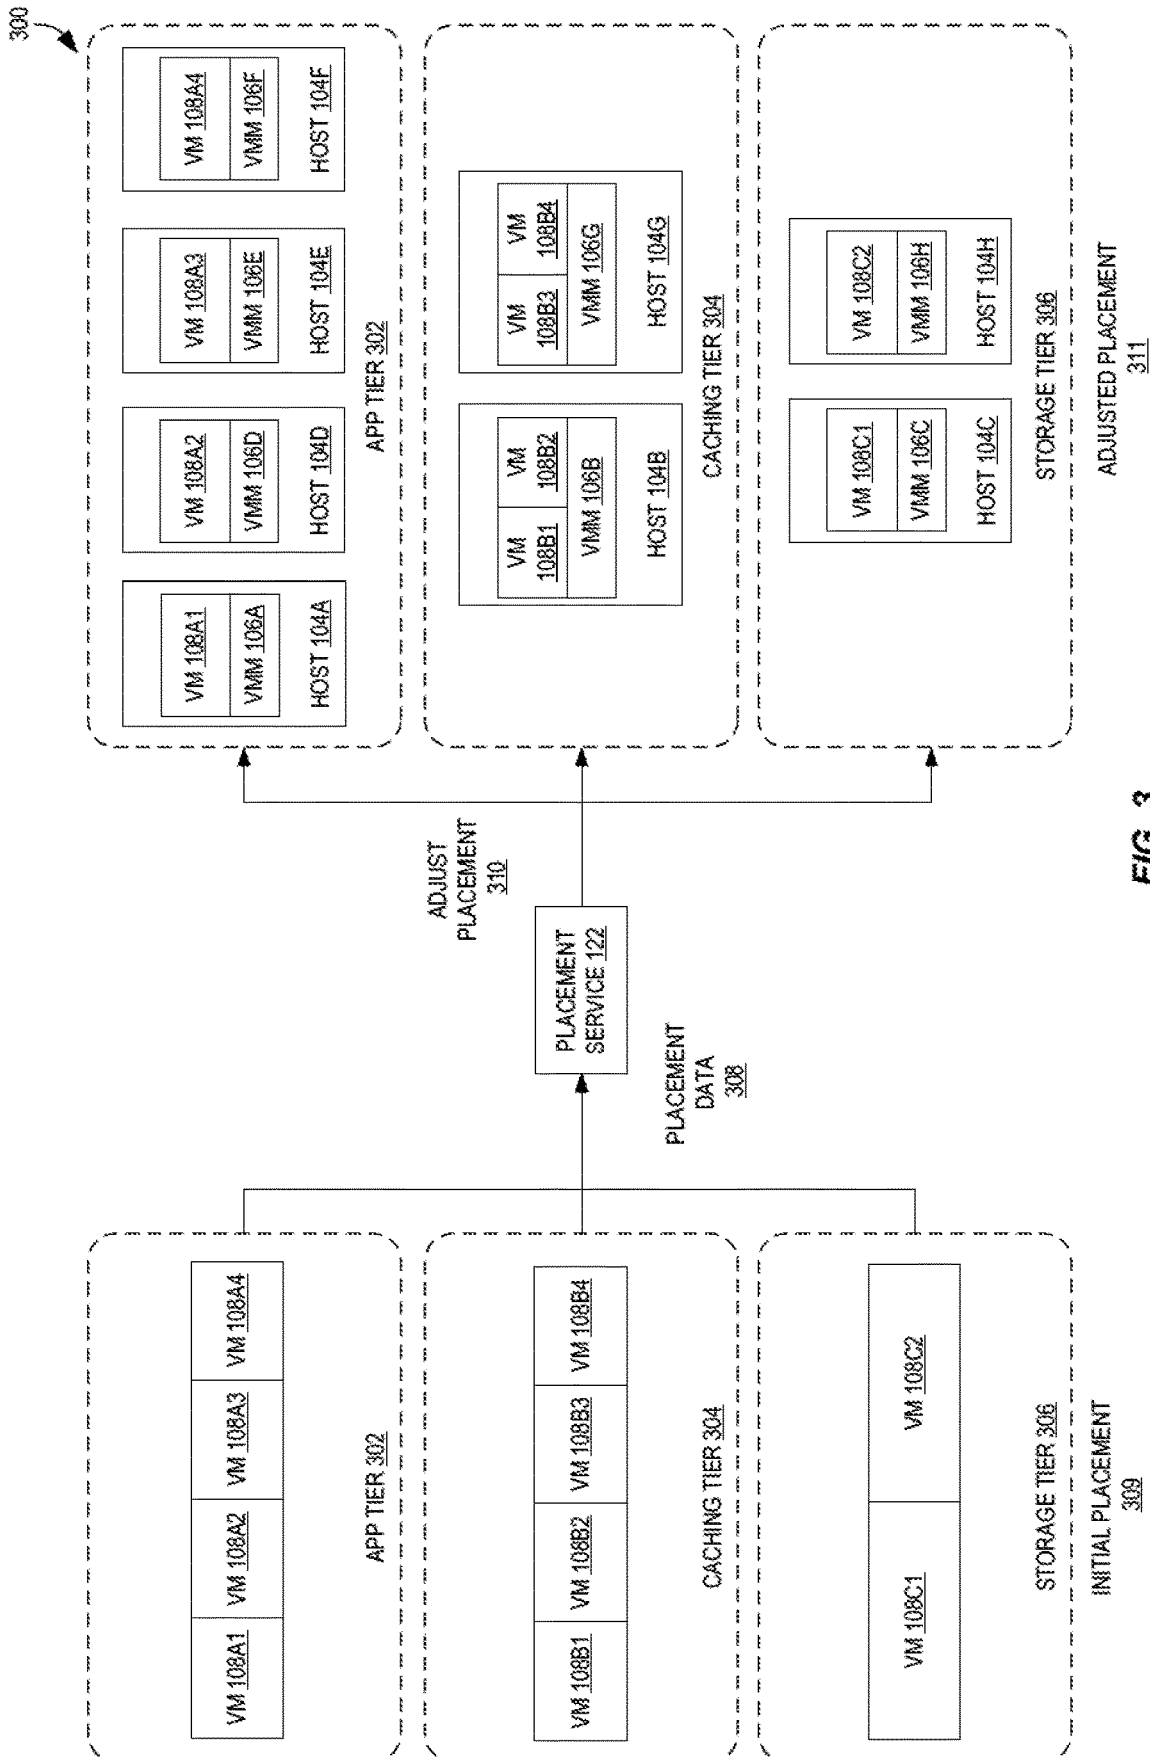 300
VM 108A1
VM 108A2
VM 108A3
VM 108A4
APP TIER 302
VM 108B1
VM 108B2
VM 108B3
VM 108B4
CACHING TIER 304
VM 108C1
VM 108C2
STORAGE TIER 306
INITIAL PLACEMENT
309
PLACEMENT
DATA
308
PLACEMENT
SERVICE 122
ADJUST
PLACEMENT
310
VM 108A1
VMM 106A
HOST 104A
VM 108A2
VMM 106D
HOST 104D
VM 108A3
VMM 106E
HOST 104E
VM 108A4
VMM 106F
HOST 104F
APP TIER 302
VM
108B1
VM
108B2
VMM 106B
HOST 104B
VM
108B3
VM
108B4
VMM 106G
HOST 104G
CACHING TIER 304
VM 108C1
VMM 106C
HOST 104C
VM 108C2
VMM 106H
HOST 104H
STORAGE TIER 306
ADJUSTED PLACEMENT
311
FIG. 3